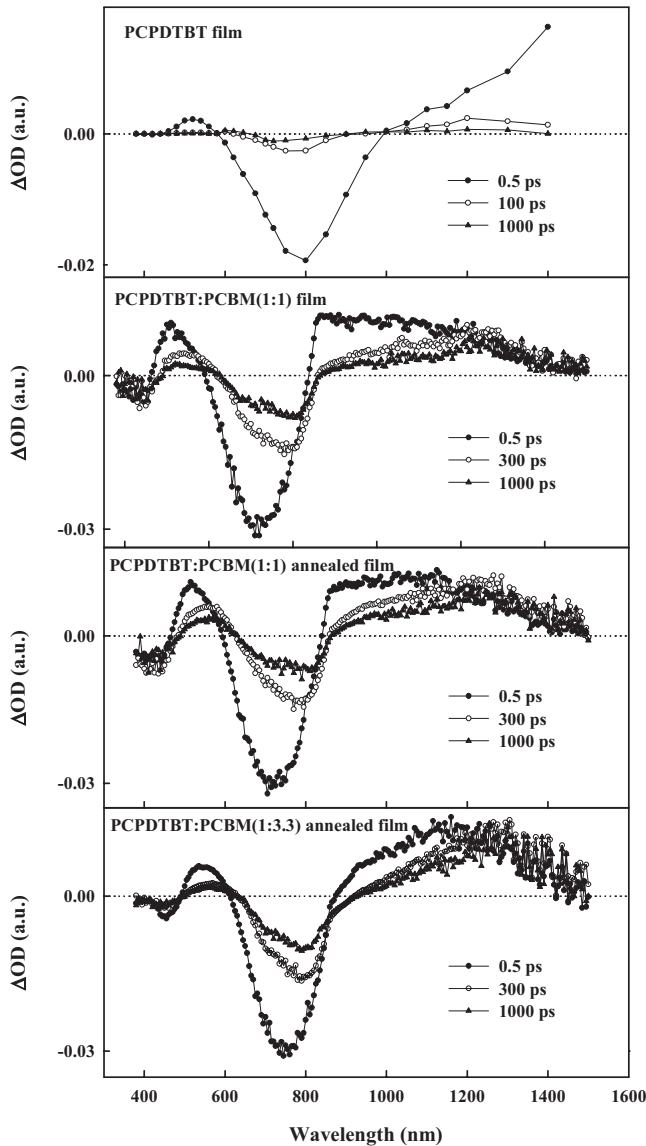 PCPDTBT film
0.00
-0.02
ΔOD (a.u.)
0.5 ps
100 ps
1000 ps
PCPDTBT:PCBM(1:1) film
0.00
-0.03
ΔOD (a.u.)
0.5 ps
300 ps
1000 ps
PCPDTBT:PCBM(1:1) annealed film
0.00
-0.03
ΔOD (a.u.)
0.5 ps
300 ps
1000 ps
PCPDTBT:PCBM(1:3.3) annealed film
0.00
-0.03
ΔOD (a.u.)
0.5 ps
300 ps
1000 ps
400 600 800 1000 1200 1400 1600
Wavelength (nm)